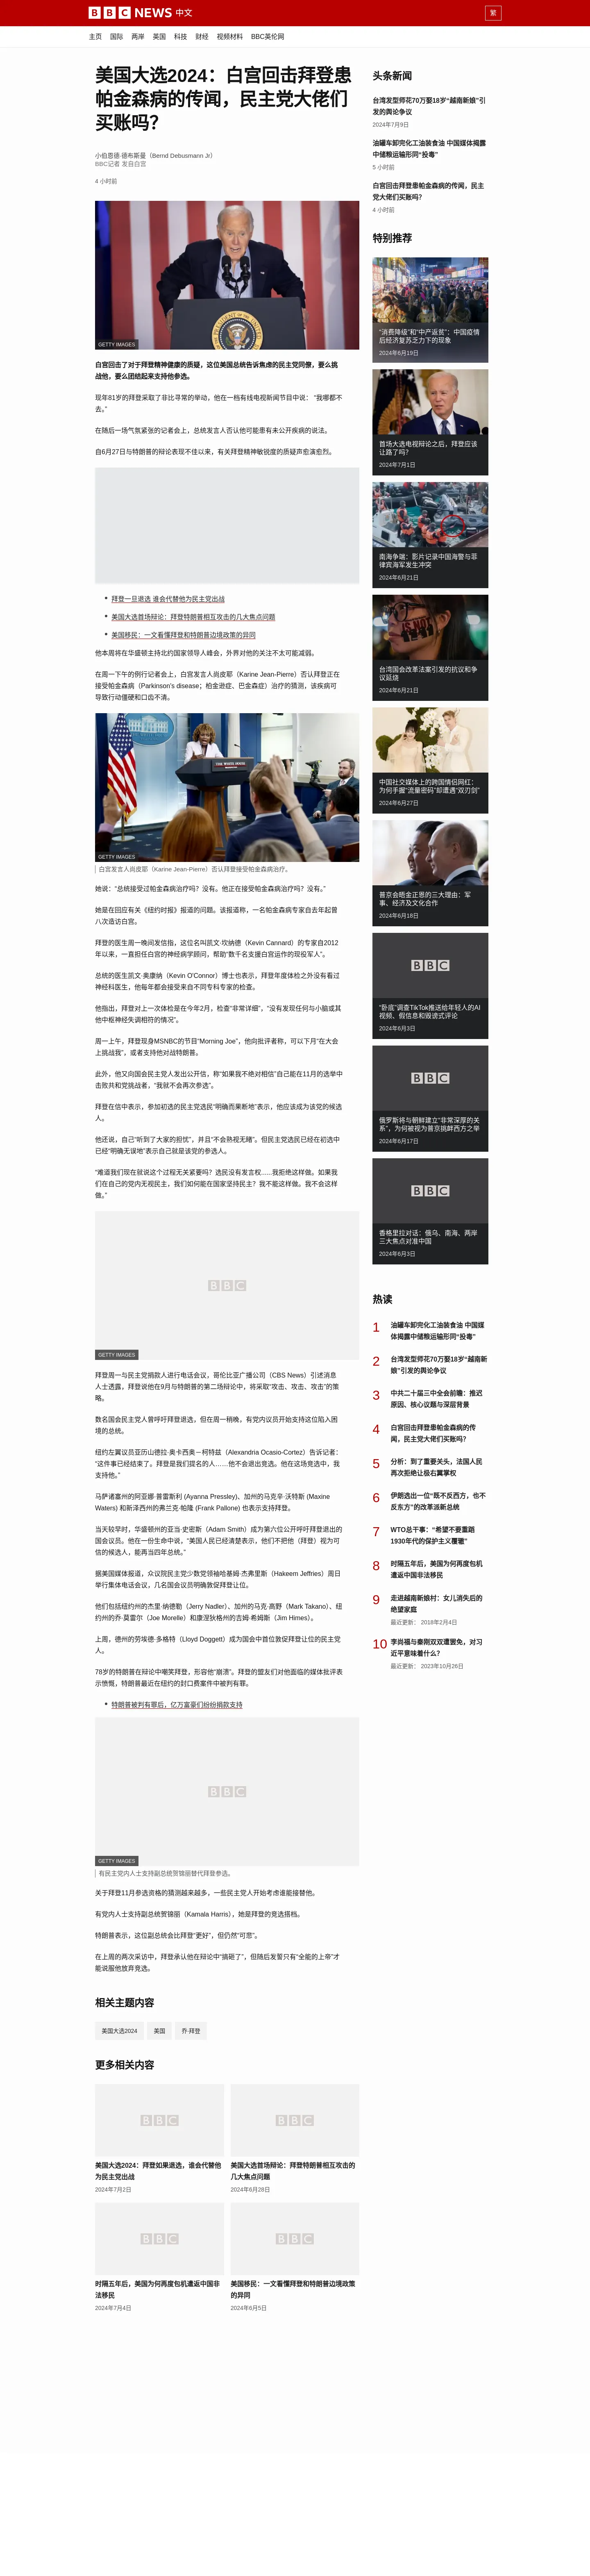 BBC NEWS 中文
繁
主页 国际 两岸 英国 科技 财经 视频材料 BBC英伦网
美国大选2024：白宫回击拜登患
帕金森病的传闻，民主党大佬们
买账吗？
小伯恩德·德布斯曼（Bernd Debusmann Jr）
BBC记者 发自白宫
4 小时前
GETTY IMAGES
白宫回击了对于拜登精神健康的质疑，这位美国总统告诉焦虑的民主党同僚，要么挑
战他，要么团结起来支持他参选。
现年81岁的拜登采取了非比寻常的举动，他在一档有线电视新闻节目中说： “我哪都不
去。”
在随后一场气氛紧张的记者会上，总统发言人否认他可能患有未公开疾病的说法。
自6月27日与特朗普的辩论表现不佳以来，有关拜登精神敏锐度的质疑声愈演愈烈。
拜登一旦退选 谁会代替他为民主党出战
美国大选首场辩论：拜登特朗普相互攻击的几大焦点问题
美国移民：一文看懂拜登和特朗普边境政策的异同
他本周将在华盛顿主持北约国家领导人峰会，外界对他的关注不太可能减弱。
在周一下午的例行记者会上，白宫发言人尚皮耶（Karine Jean-Pierre）否认拜登正在
接受帕金森病（Parkinson's disease；柏金逊症、巴金森症）治疗的猜测，该疾病可
导致行动僵硬和口齿不清。
GETTY IMAGES
白宫发言人尚皮耶（Karine Jean-Pierre）否认拜登接受帕金森病治疗。
她说：“总统接受过帕金森病治疗吗？没有。他正在接受帕金森病治疗吗？没有。”
她是在回应有关《纽约时报》报道的问题。该报道称，一名帕金森病专家自去年起曾
八次造访白宫。
拜登的医生周一晚间发信指，这位名叫凯文·坎纳德（Kevin Cannard）的专家自2012
年以来，一直担任白宫的神经病学顾问，帮助“数千名支援白宫运作的现役军人”。
总统的医生凯文·奥康纳（Kevin O'Connor）博士也表示，拜登年度体检之外没有看过
神经科医生，他每年都会接受来自不同专科专家的检查。
他指出，拜登对上一次体检是在今年2月，检查“非常详细”，“没有发现任何与小脑或其
他中枢神经失调相符的情况”。
周一上午，拜登现身MSNBC的节目“Morning Joe”，他向批评者称，可以下月“在大会
上挑战我”，或者支持他对战特朗普。
此外，他又向国会民主党人发出公开信，称“如果我不绝对相信”自己能在11月的选举中
击败共和党挑战者，“我就不会再次参选”。
拜登在信中表示，参加初选的民主党选民“明确而果断地”表示，他应该成为该党的候选
人。
他还说，自己“听到了大家的担忧”，并且“不会熟视无睹”。但民主党选民已经在初选中
已经“明确无误地”表示自己就是该党的参选人。
“难道我们现在就说这个过程无关紧要吗？选民没有发言权……我拒绝这样做。如果我
们在自己的党内无视民主，我们如何能在国家坚持民主？我不能这样做。我不会这样
做。”
BBC
GETTY IMAGES
拜登周一与民主党捐款人进行电话会议，哥伦比亚广播公司（CBS News）引述消息
人士透露，拜登说他在9月与特朗普的第二场辩论中，将采取“攻击、攻击、攻击”的策
略。
数名国会民主党人曾呼吁拜登退选，但在周一稍晚，有党内议员开始支持这位陷入困
境的总统。
纽约左翼议员亚历山德拉·奥卡西奥－柯特兹（Alexandria Ocasio-Cortez）告诉记者：
“这件事已经结束了。拜登是我们提名的人……他不会退出竞选。他在这场竞选中，我
支持他。”
马萨诸塞州的阿亚娜·普雷斯利 (Ayanna Pressley)、加州的马克辛·沃特斯 (Maxine
Waters) 和新泽西州的弗兰克·帕隆 (Frank Pallone) 也表示支持拜登。
当天较早时，华盛顿州的亚当·史密斯（Adam Smith）成为第六位公开呼吁拜登退出的
国会议员。他在一份生命中说，“美国人民已经清楚表示，他们不把他（拜登）视为可
信的候选人，能再当四年总统。”
据美国媒体报道，众议院民主党少数党领袖哈基姆·杰弗里斯（Hakeem Jeffries）周日
举行集体电话会议，几名国会议员明确敦促拜登让位。
他们包括纽约州的杰里·纳德勒（Jerry Nadler）、加州的马克·高野（Mark Takano）、纽
约州的乔·莫雷尔（Joe Morelle）和康涅狄格州的吉姆·希姆斯（Jim Himes）。
上周，德州的劳埃德·多格特（Lloyd Doggett）成为国会中首位敦促拜登让位的民主党
人。
78岁的特朗普在辩论中嘲笑拜登，形容他“崩溃”。拜登的盟友们对他面临的媒体批评表
示愤慨，特朗普最近在纽约的封口费案件中被判有罪。
特朗普被判有罪后，亿万富豪们纷纷捐款支持
BBC
GETTY IMAGES
有民主党内人士支持副总统贺锦丽替代拜登参选。
关于拜登11月参选资格的猜测越来越多，一些民主党人开始考虑谁能接替他。
有党内人士支持副总统贺锦丽（Kamala Harris），她是拜登的竞选搭档。
特朗普表示，这位副总统会比拜登“更好”，但仍然“可悲”。
在上周的两次采访中，拜登承认他在辩论中“搞砸了”，但随后发誓只有“全能的上帝”才
能说服他放弃竞选。
相关主题内容
美国大选2024 美国 乔·拜登
更多相关内容
BBC BBC
美国大选2024：拜登如果退选，谁会代替他
为民主党出战
2024年7月2日
美国大选首场辩论：拜登特朗普相互攻击的
几大焦点问题
2024年6月28日
BBC BBC
时隔五年后，美国为何再度包机遣返中国非
法移民
2024年7月4日
美国移民：一文看懂拜登和特朗普边境政策
的异同
2024年6月5日
头条新闻
台湾发型师花70万娶18岁“越南新娘”引
发的舆论争议
2024年7月9日
油罐车卸完化工油装食油 中国媒体揭露
中储粮运输形同“投毒”
5 小时前
白宫回击拜登患帕金森病的传闻，民主
党大佬们买账吗？
4 小时前
特别推荐
“消费降级”和“中产返贫”：中国疫情
后经济复苏乏力下的现象
2024年6月19日
首场大选电视辩论之后，拜登应该
让路了吗？
2024年7月1日
南海争端：影片记录中国海警与菲
律宾海军发生冲突
2024年6月21日
台湾国会改革法案引发的抗议和争
议延烧
2024年6月21日
中国社交媒体上的跨国情侣网红：
为何手握“流量密码”却遭遇“双刃剑”
2024年6月27日
普京会晤金正恩的三大理由：军
事、经济及文化合作
2024年6月18日
BBC
“卧底”调查TikTok推送给年轻人的AI
视频、假信息和毁谤式评论
2024年6月3日
BBC
俄罗斯将与朝鲜建立“非常深厚的关
系”，为何被视为普京挑衅西方之举
2024年6月17日
BBC
香格里拉对话：俄乌、南海、两岸
三大焦点对准中国
2024年6月3日
热读
1 油罐车卸完化工油装食油 中国媒
体揭露中储粮运输形同“投毒”
2 台湾发型师花70万娶18岁“越南新
娘”引发的舆论争议
3 中共二十届三中全会前瞻：推迟
原因、核心议题与深层背景
4 白宫回击拜登患帕金森病的传
闻，民主党大佬们买账吗？
5 分析：到了重要关头，法国人民
再次拒绝让极右翼掌权
6 伊朗选出一位“既不反西方，也不
反东方”的改革派新总统
7 WTO总干事：“希望不要重蹈
1930年代的保护主义覆辙”
8 时隔五年后，美国为何再度包机
遣返中国非法移民
9 走进越南新娘村：女儿消失后的
绝望家庭
最近更新： 2018年2月4日
10 李尚福与秦刚双双遭罢免，对习
近平意味着什么？
最近更新： 2023年10月26日